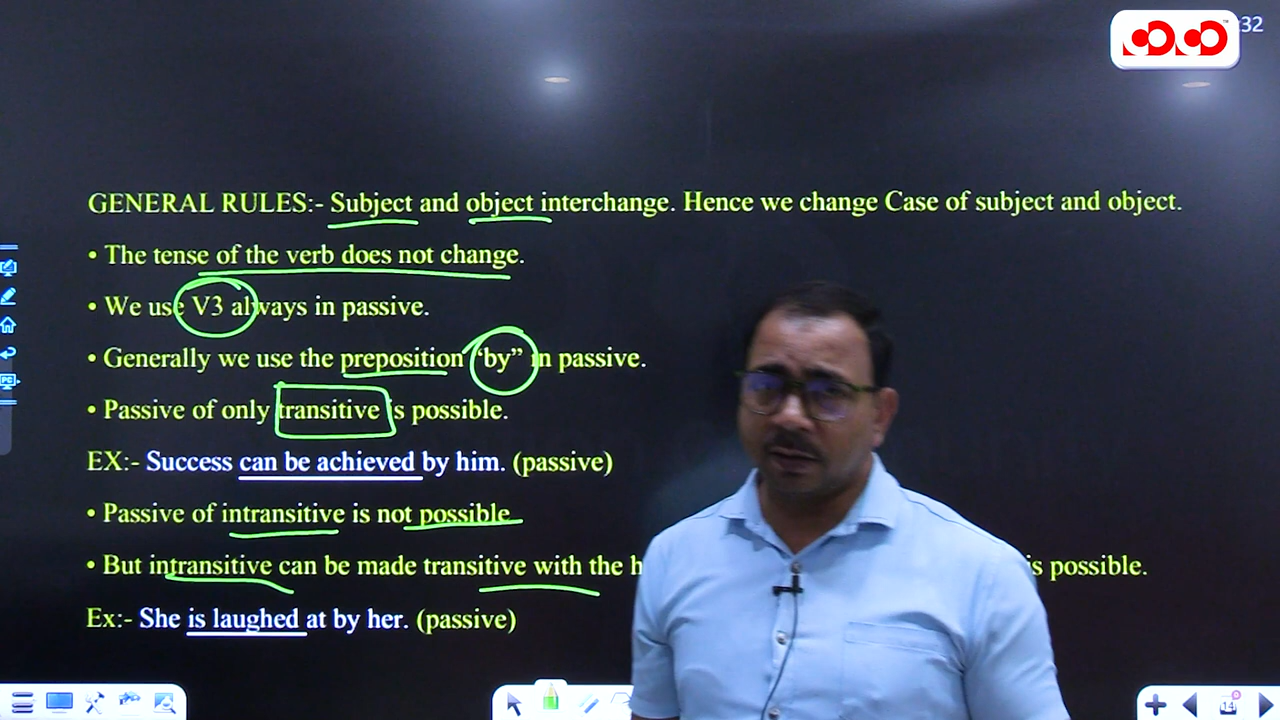 :32
GENERAL RULES:- Subject and object interchange. Hence we change Case of subject and object.
• The tense of the verb does not change.
• We use V3 always in passive.
• Generally we use the preposition “by” in passive.
• Passive of only transitive is possible.
EX:- Success can be achieved by him. (passive)
• Passive of intransitive is not possible.
• But intransitive can be made transitive with the h is possible.
Ex:- She is laughed at by her. (passive)
PC
14